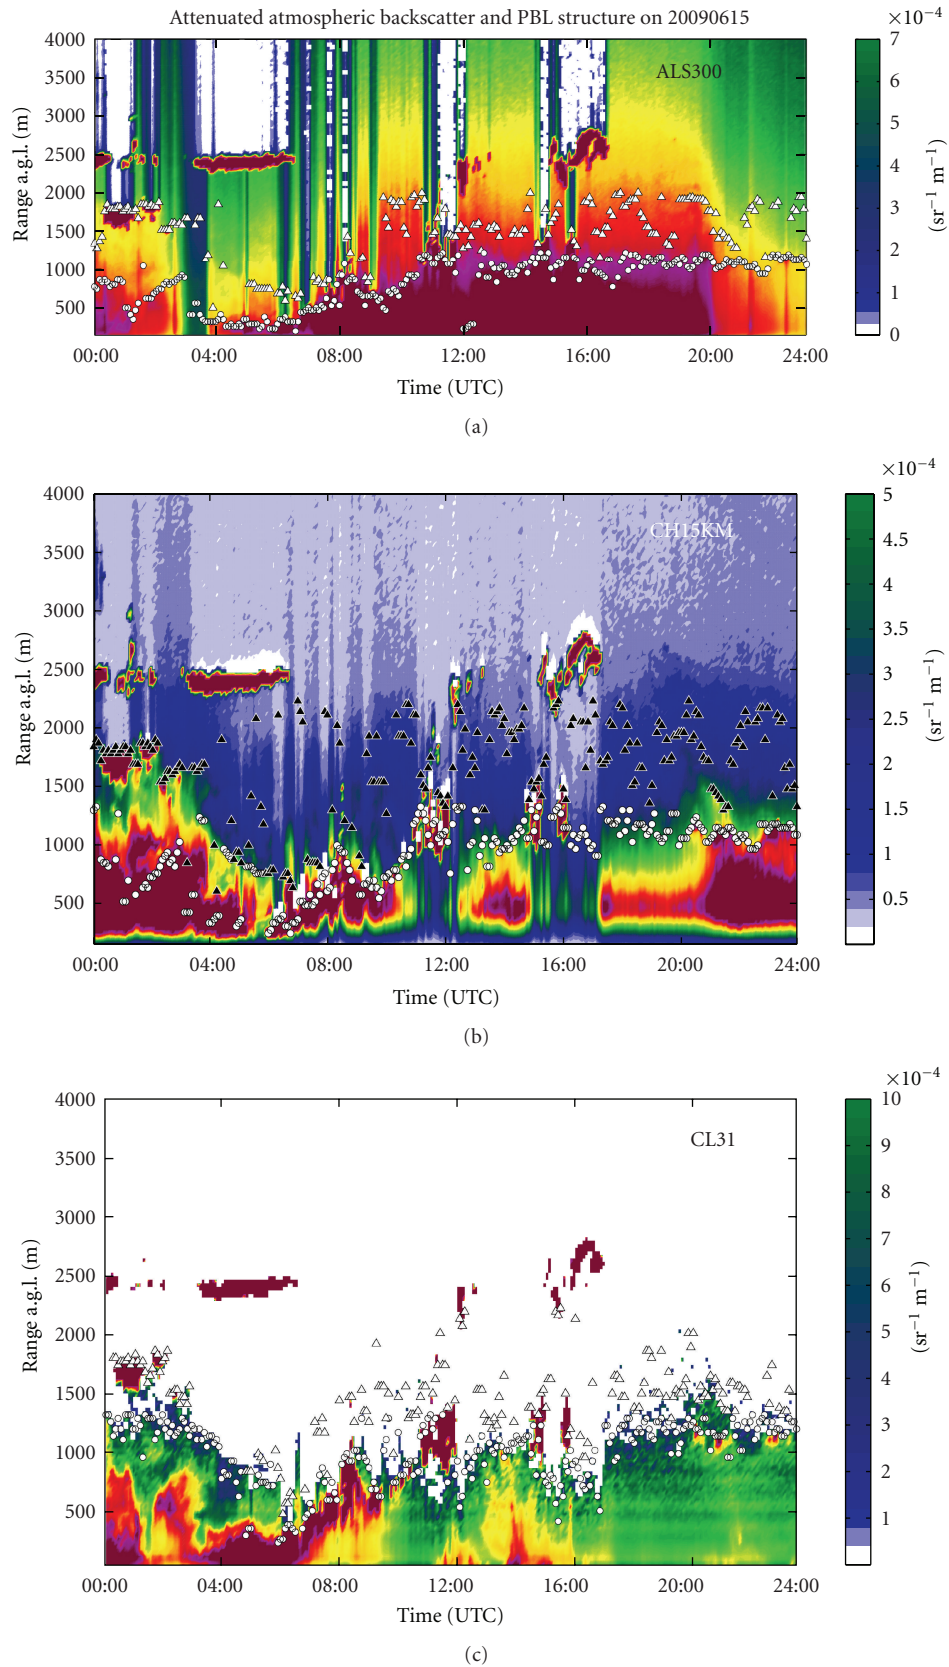 Attenuated atmospheric backscatter and PBL structure on 20090615
×10⁻⁴
ALS300
4000
3500
3000
2500
2000
1500
1000
500
Range a.g.l. (m)
00:00 04:00 08:00 12:00 16:00 20:00 24:00
Time (UTC)
7
6
5
4
3
2
1
0
(sr⁻¹ m⁻¹)
(a)
×10⁻⁴
CH15KM
4000
3500
3000
2500
2000
1500
1000
500
Range a.g.l. (m)
00:00 04:00 08:00 12:00 16:00 20:00 24:00
Time (UTC)
5
4.5
4
3.5
3
2.5
2
1.5
1
0.5
(sr⁻¹ m⁻¹)
(b)
×10⁻⁴
CL31
4000
3500
3000
2500
2000
1500
1000
500
Range a.g.l. (m)
00:00 04:00 08:00 12:00 16:00 20:00 24:00
Time (UTC)
10
9
8
7
6
5
4
3
2
1
(sr⁻¹ m⁻¹)
(c)